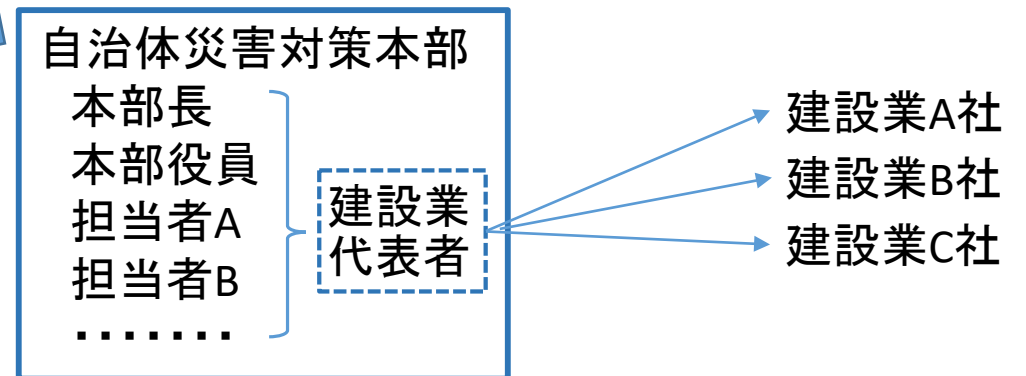 自治体災害対策本部
本部長
本部役員
担当者A
担当者B
・・・・・・・
建設業
代表者
建設業A社
建設業B社
建設業C社